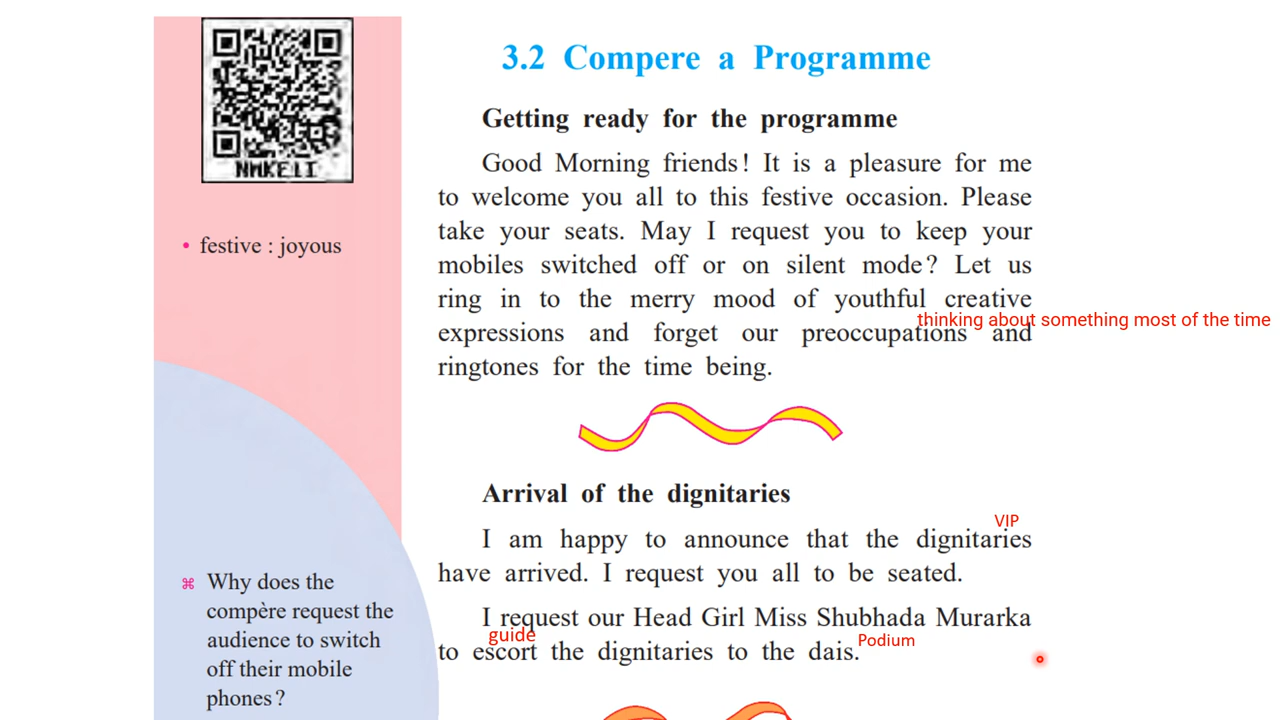 3.2 Compere a Programme
Getting ready for the programme
Good Morning friends! It is a pleasure for me
to welcome you all to this festive occasion. Please
take your seats. May I request you to keep your
mobiles switched off or on silent mode? Let us
ring in to the merry mood of youthful creative
thinking about something most of the time
expressions and forget our preoccupations and
ringtones for the time being.
NMKE1I
• festive : joyous
Arrival of the dignitaries
VIP
I am happy to announce that the dignitaries
have arrived. I request you all to be seated.
I request our Head Girl Miss Shubhada Murarka
guide
Podium
to escort the dignitaries to the dais.
⌘ Why does the
compère request the
audience to switch
off their mobile
phones?